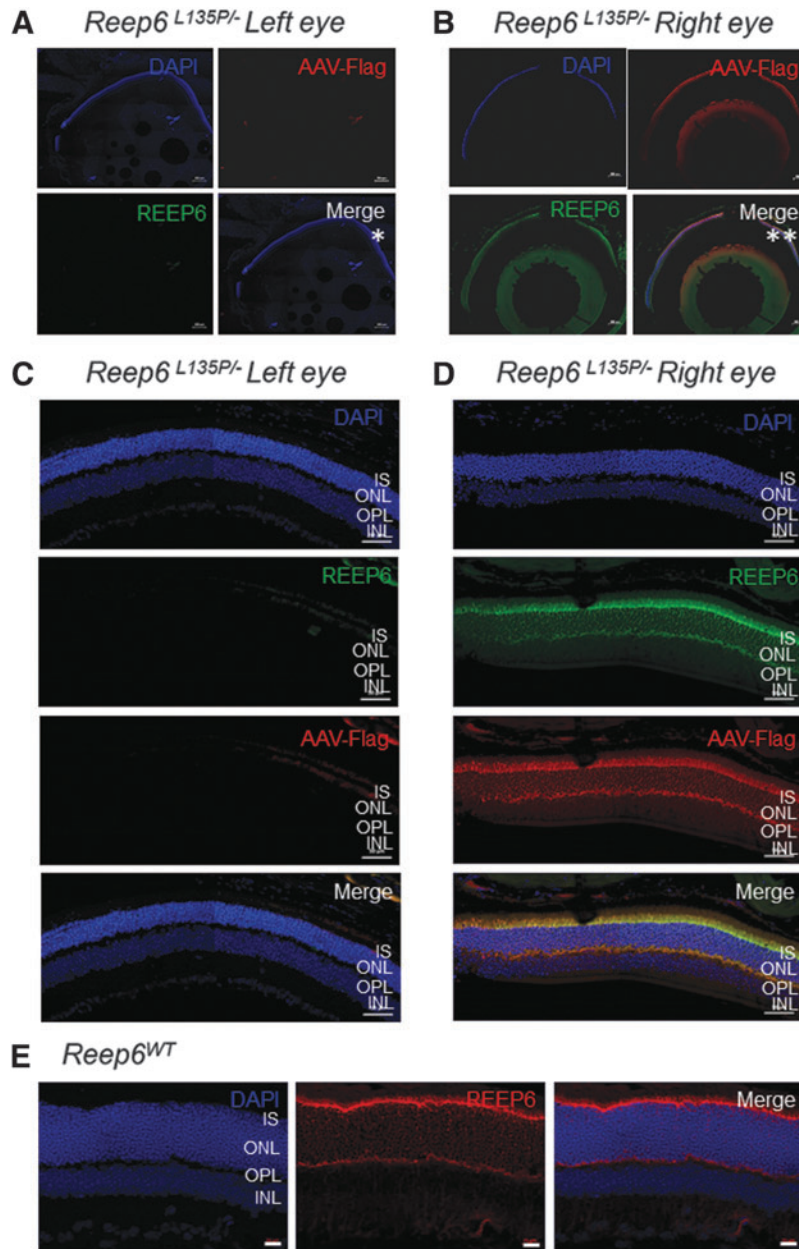 A Reep6 L135P/- Left eye
DAPI
AAV-Flag
REEP6
Merge
*
B Reep6 L135P/- Right eye
DAPI
AAV-Flag
REEP6
Merge
**
C Reep6 L135P/- Left eye
DAPI
IS
ONL
OPL
INL
REEP6
IS
ONL
OPL
INL
AAV-Flag
IS
ONL
OPL
INL
Merge
IS
ONL
OPL
INL
D Reep6 L135P/- Right eye
DAPI
IS
ONL
OPL
INL
REEP6
IS
ONL
OPL
INL
AAV-Flag
IS
ONL
OPL
INL
Merge
IS
ONL
OPL
INL
E Reep6WT
DAPI
IS
ONL
OPL
INL
REEP6
Merge